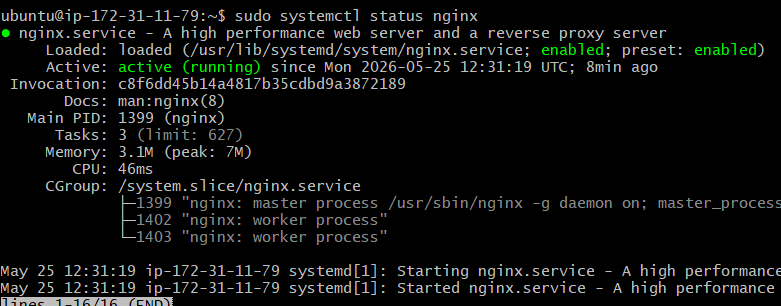 ubuntu@ip-172-31-11-79:~$ sudo systemctl status nginx
● nginx.service - A high performance web server and a reverse proxy server
     Loaded: loaded (/usr/lib/systemd/system/nginx.service; enabled; preset: enabled)
     Active: active (running) since Mon 2026-05-25 12:31:19 UTC; 8min ago
 Invocation: c8f6dd45b14a4817b35cdbd9a3872189
       Docs: man:nginx(8)
   Main PID: 1399 (nginx)
      Tasks: 3 (limit: 627)
     Memory: 3.1M (peak: 7M)
        CPU: 46ms
     CGroup: /system.slice/nginx.service
             ├─1399 "nginx: master process /usr/sbin/nginx -g daemon on; master_process
             ├─1402 "nginx: worker process"
             └─1403 "nginx: worker process"

May 25 12:31:19 ip-172-31-11-79 systemd[1]: Starting nginx.service - A high performance
May 25 12:31:19 ip-172-31-11-79 systemd[1]: Started nginx.service - A high performance
lines 1-16/16 (END)